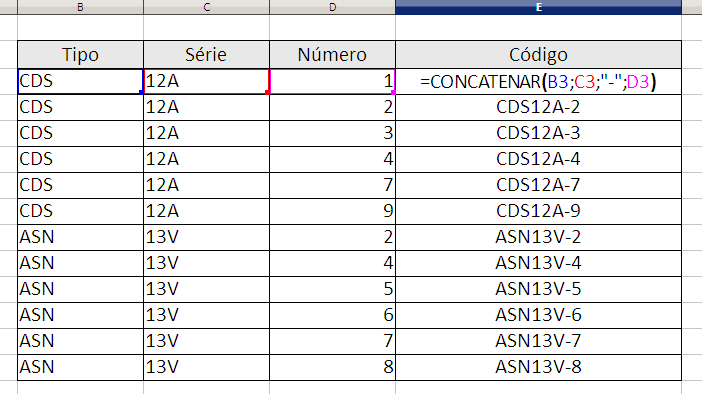 B C D E
Tipo Série Número Código
CDS 12A 1 =CONCATENAR(B3;C3;"-";D3)
CDS 12A 2 CDS12A-2
CDS 12A 3 CDS12A-3
CDS 12A 4 CDS12A-4
CDS 12A 7 CDS12A-7
CDS 12A 9 CDS12A-9
ASN 13V 2 ASN13V-2
ASN 13V 4 ASN13V-4
ASN 13V 5 ASN13V-5
ASN 13V 6 ASN13V-6
ASN 13V 7 ASN13V-7
ASN 13V 8 ASN13V-8